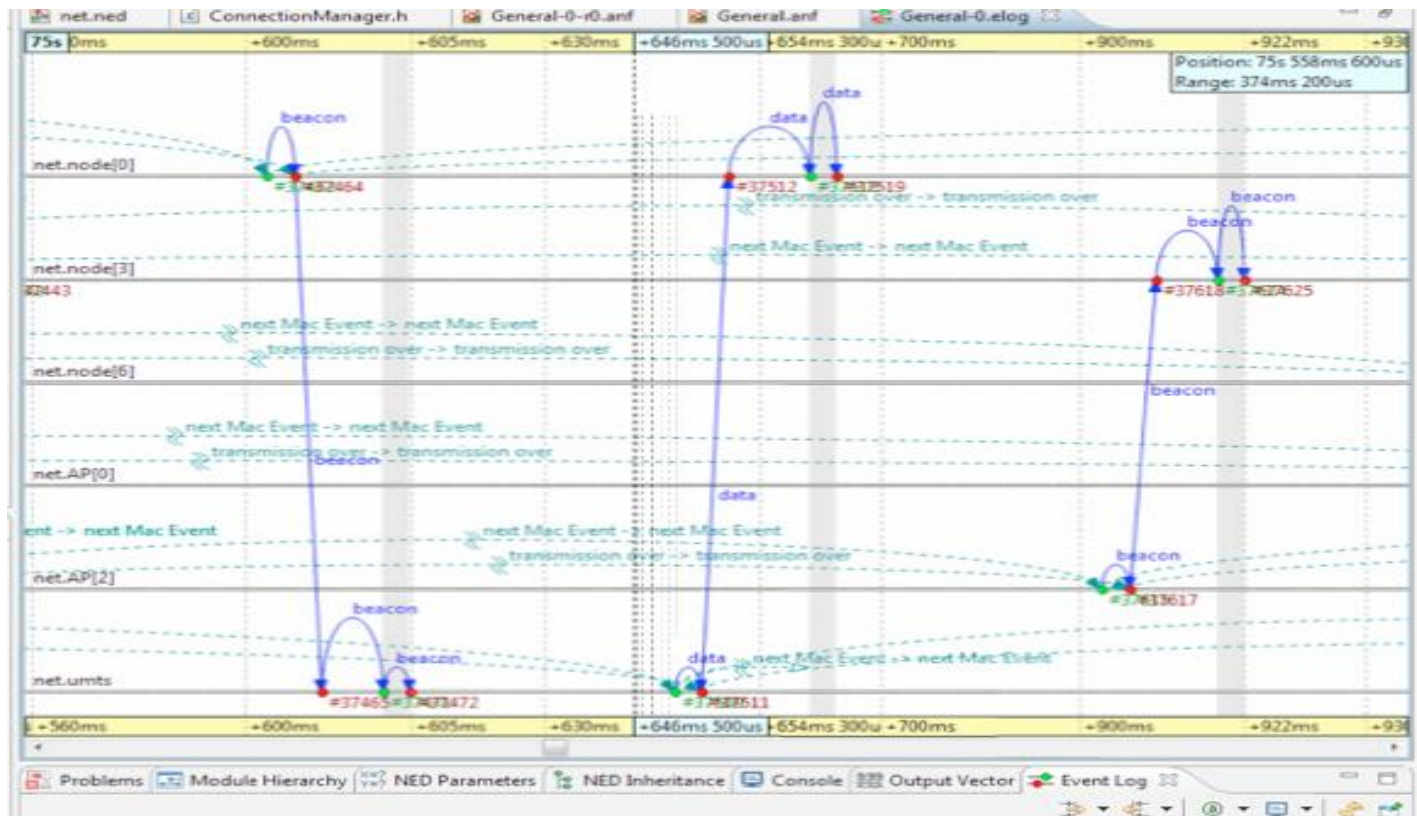 net.ned ConnectionManager.h General-0-r0.anf General.anf General-0.elog
75s 0ms +600ms +605ms +630ms +646ms 500us +654ms 300u +700ms +900ms +922ms
Position: 75s 558ms 600us
Range: 374ms 200us
data
beacon data
net.node[0]
#37512
transmission over -> transmission over beacon
beacon
next Mac Event -> next Mac Event
net.node[3]
#37618
next Mac Event -> next Mac Event
transmission over -> transmission over
net.node[6]
beacon
next Mac Event -> next Mac Event
transmission over -> transmission over
beacon
net.AP[0]
data
ent -> next Mac Event next Mac Event -> next Mac Event
transmission over -> transmission over beacon
net.AP[2]
beacon
beacon data next Mac Event -> next Mac Event
net.umts
#37465
+560ms +600ms +605ms +630ms +646ms 500us +654ms 300u +700ms +900ms +922ms
Problems Module Hierarchy NED Parameters NED Inheritance Console Output Vector Event Log